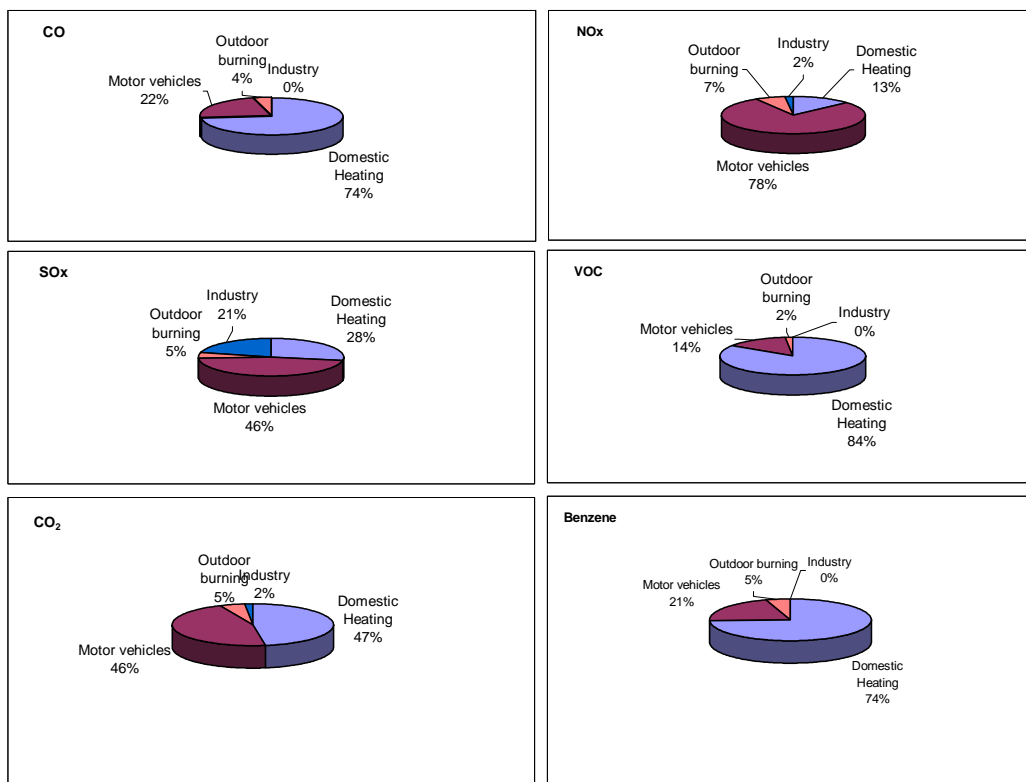 CO
Outdoor
burning
4%
Industry
0%
Motor vehicles
22%
Domestic
Heating
74%
NOx
Outdoor
burning
7%
Industry
2%
Domestic
Heating
13%
Motor vehicles
78%
SOx
Industry
21%
Outdoor
burning
5%
Domestic
Heating
28%
Motor vehicles
46%
VOC
Outdoor
burning
2%
Industry
0%
Motor vehicles
14%
Domestic
Heating
84%
CO₂
Outdoor
burning
5%
Industry
2%
Domestic
Heating
47%
Motor vehicles
46%
Benzene
Outdoor burning
5%
Industry
0%
Motor vehicles
21%
Domestic
Heating
74%